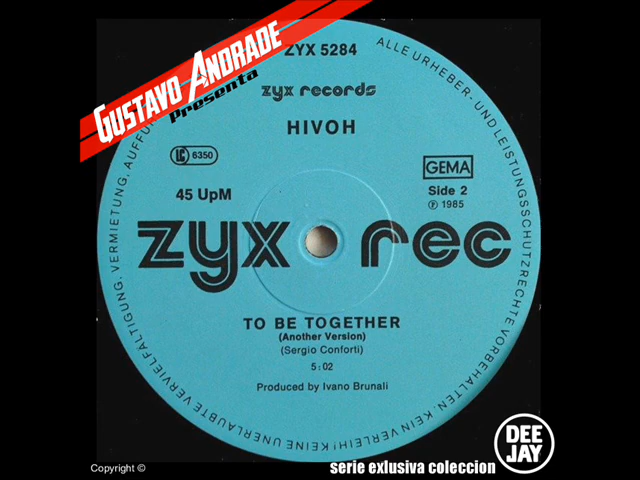 GUSTAVO ANDRADE
Presenta
ZYX 5284
zyx records
HIVOH
LC 6350
GEMA
45 UpM
Side 2
Ⓟ 1985
zyx rec
TO BE TOGETHER
(Another Version)
(Sergio Conforti)
5:02
Produced by Ivano Brunali
ALLE URHEBER- UND LEISTUNGSSCHUTZRECHTE VORBEHALTEN. KEIN VERLEIH! KEINE UNERLAUBTE VERVIELFÄLTIGUNG, VERMIETUNG,
Copyright ©
serie exlusiva coleccion
DEE
JAY